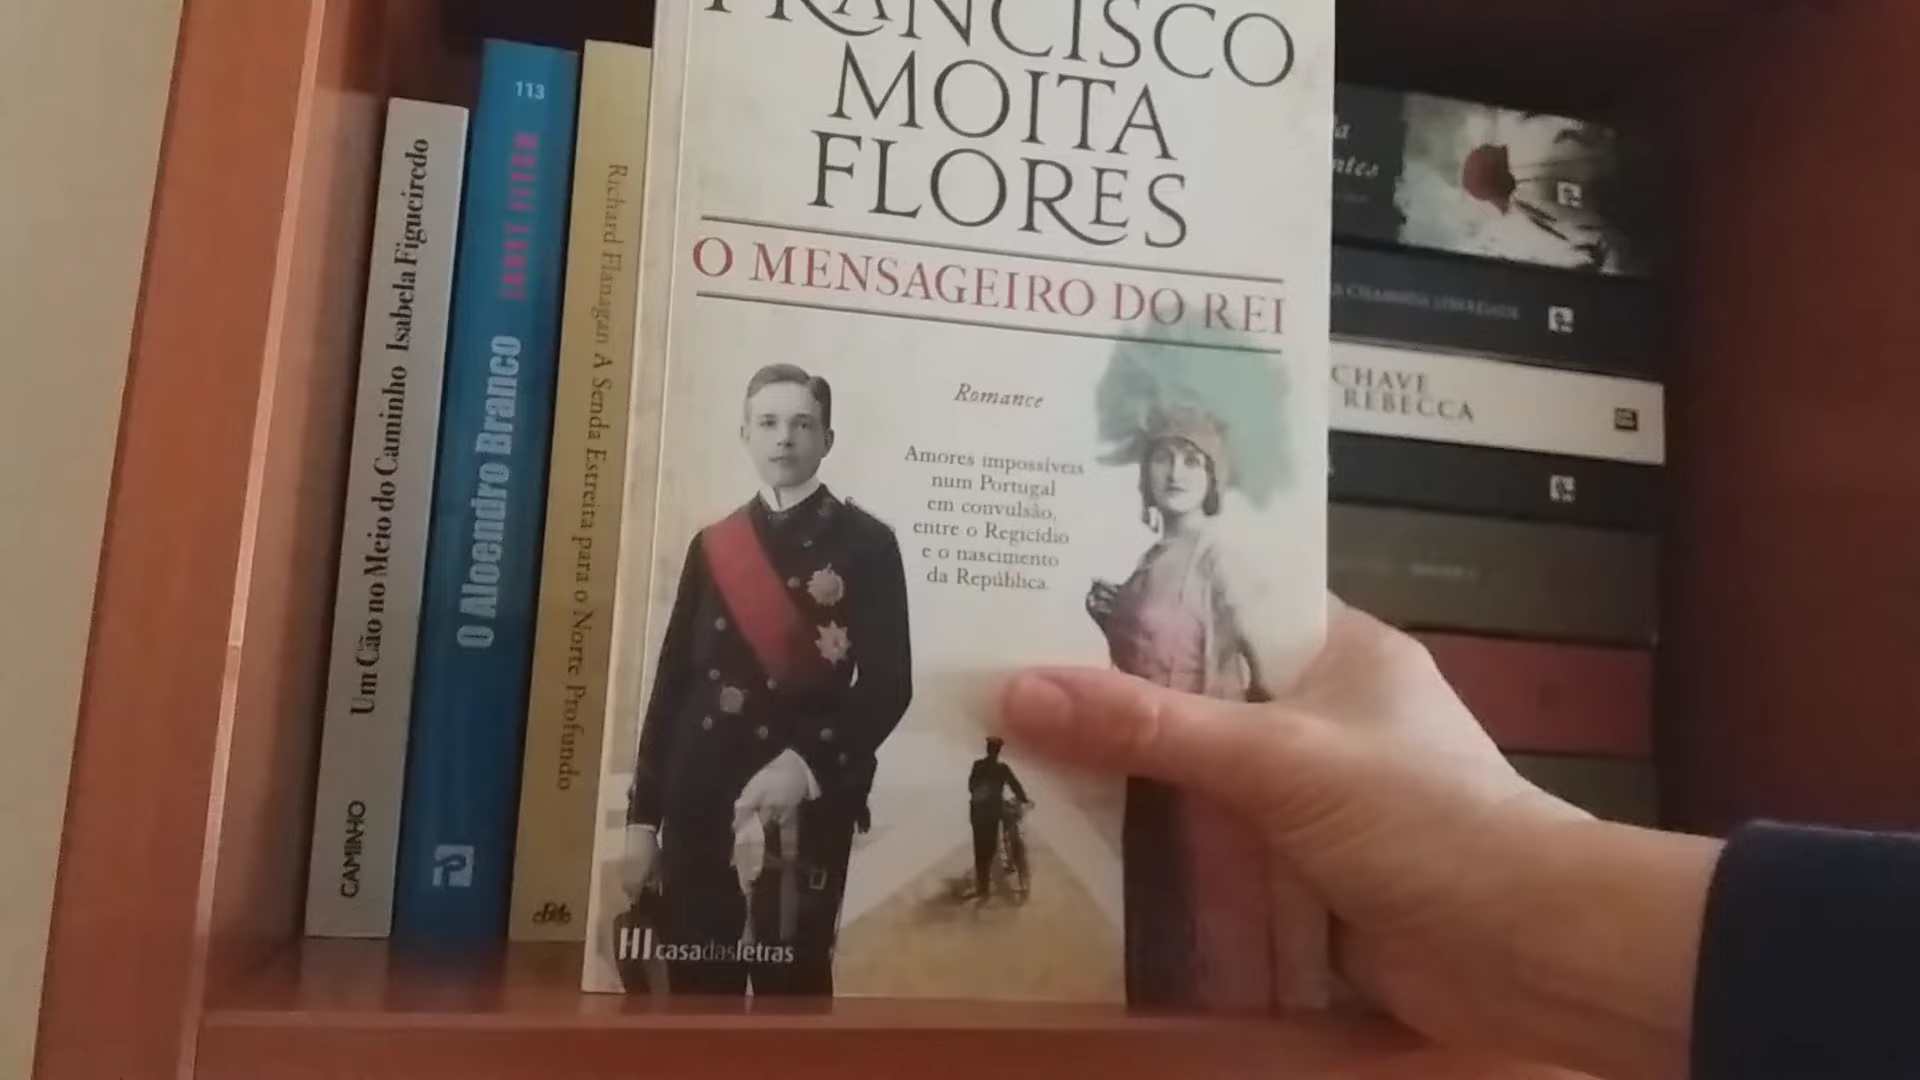 Um Cão no Meio do Caminho Isabela Figueiredo
CAMINHO
113
JANET FITCH
O Aloendro Branco
Richard Flanagan A Senda Estreita para o Norte Profundo
FRANCISCO
MOITA
FLORES
O MENSAGEIRO DO REI
Romance
Amores impossíveis
num Portugal
em convulsão,
entre o Regicídio
e o nascimento
da República.
casadasletras
CHAVE
REBECCA